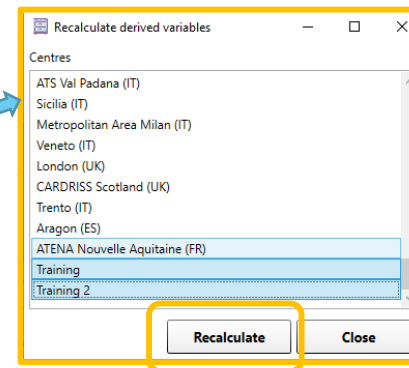 Recalculate derived variables
Centres
ATS Val Padana (IT)
Sicilia (IT)
Metropolitan Area Milan (IT)
Veneto (IT)
London (UK)
CARDRISS Scotland (UK)
Trento (IT)
Aragon (ES)
ATENA Nouvelle Aquitaine (FR)
Training
Training 2
Recalculate Close